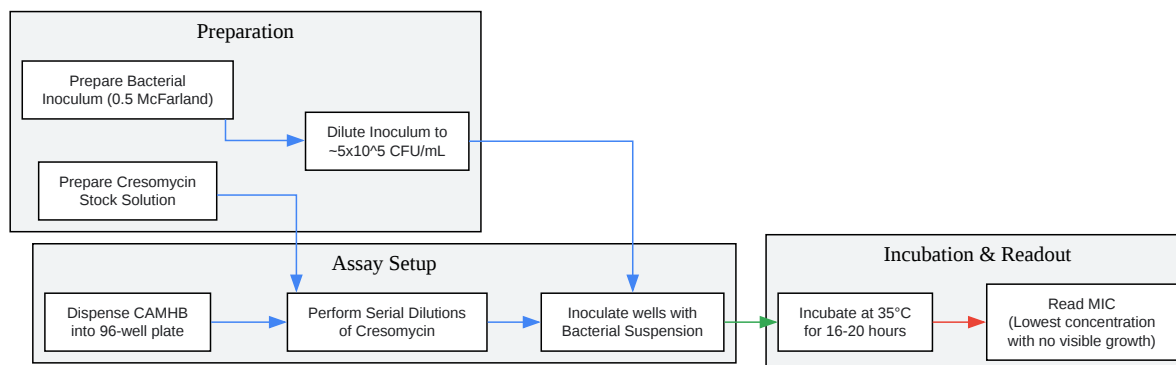 Preparation
Prepare Bacterial
Inoculum (0.5 McFarland)
Dilute Inoculum to
~5x10^5 CFU/mL
Prepare Cresomycin
Stock Solution
Assay Setup
Dispense CAMHB
into 96-well plate
Perform Serial Dilutions
of Cresomycin
Inoculate wells with
Bacterial Suspension
Incubation & Readout
Incubate at 35°C
for 16-20 hours
Read MIC
(Lowest concentration
with no visible growth)